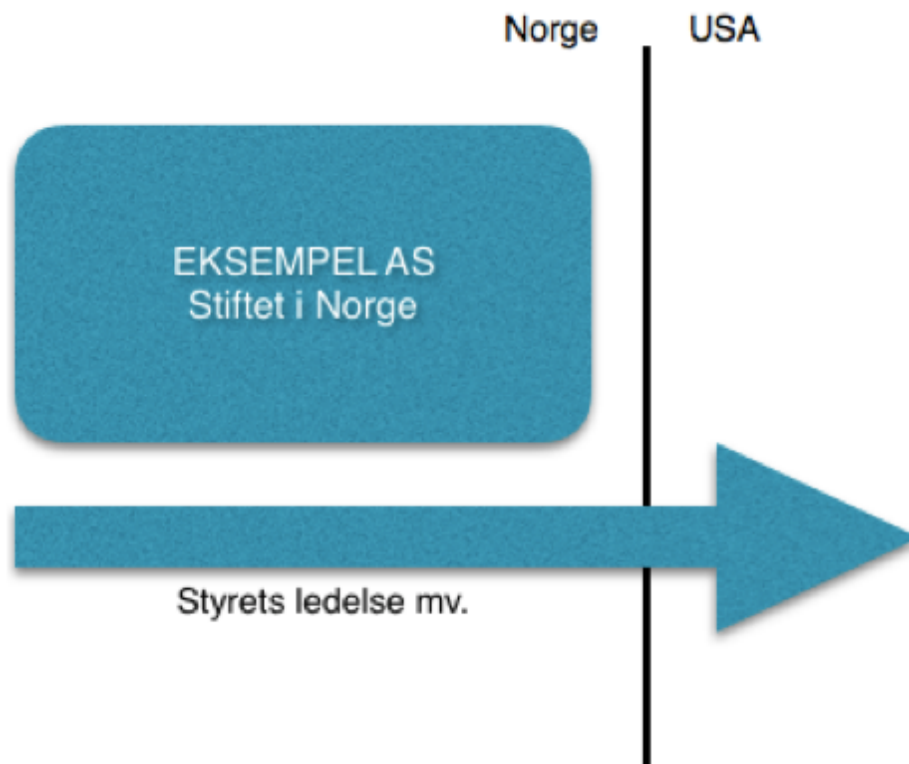 Norge
USA
EKSEMPEL AS
Stiftet i Norge
Styrets ledelse mv.